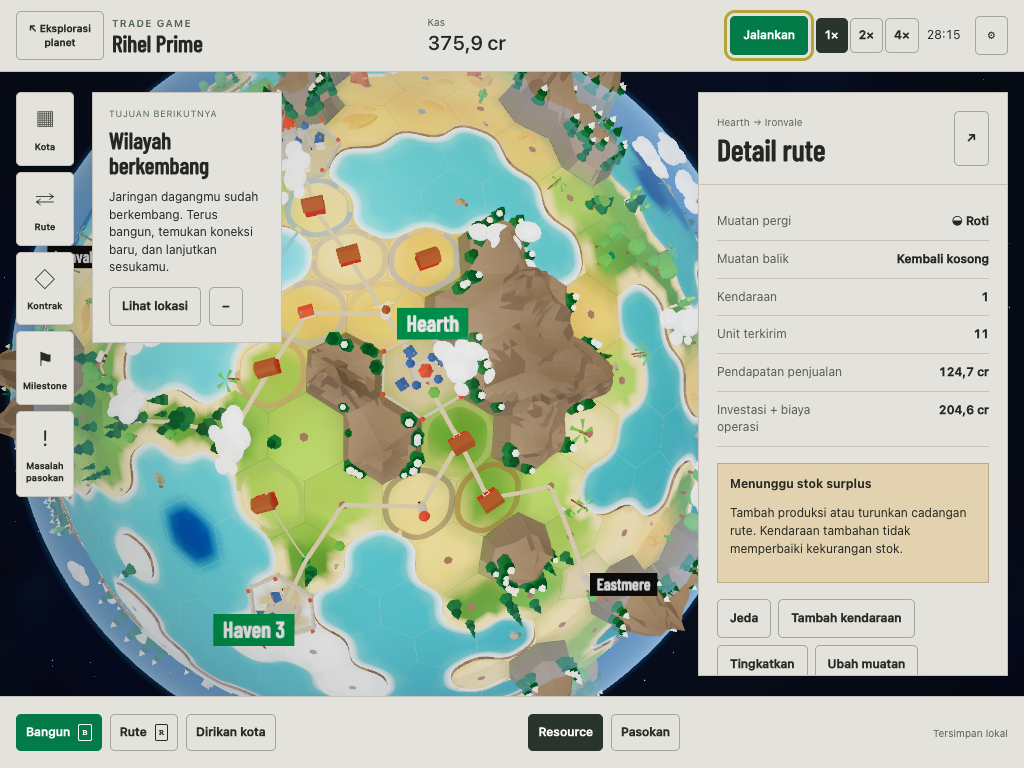 ↖ Eksplorasi
planet
TRADE GAME
Rihel Prime
Kas
375,9 cr
Jalankan
1×
2×
4×
28:15
Kota
Rute
Kontrak
Milestone
Masalah
pasokan
TUJUAN BERIKUTNYA
Wilayah
berkembang
Jaringan dagangmu sudah
berkembang. Terus
bangun, temukan koneksi
baru, dan lanjutkan
sesukamu.
Lihat lokasi
–
Hearth
Haven 3
Eastmere
Hearth → Ironvale
Detail rute
↗
Muatan pergi
Roti
Muatan balik
Kembali kosong
Kendaraan
1
Unit terkirim
11
Pendapatan penjualan
124,7 cr
Investasi + biaya
operasi
204,6 cr
Menunggu stok surplus
Tambah produksi atau turunkan cadangan
rute. Kendaraan tambahan tidak
memperbaiki kekurangan stok.
Jeda
Tambah kendaraan
Tingkatkan
Ubah muatan
Bangun B
Rute R
Dirikan kota
Resource
Pasokan
Tersimpan lokal